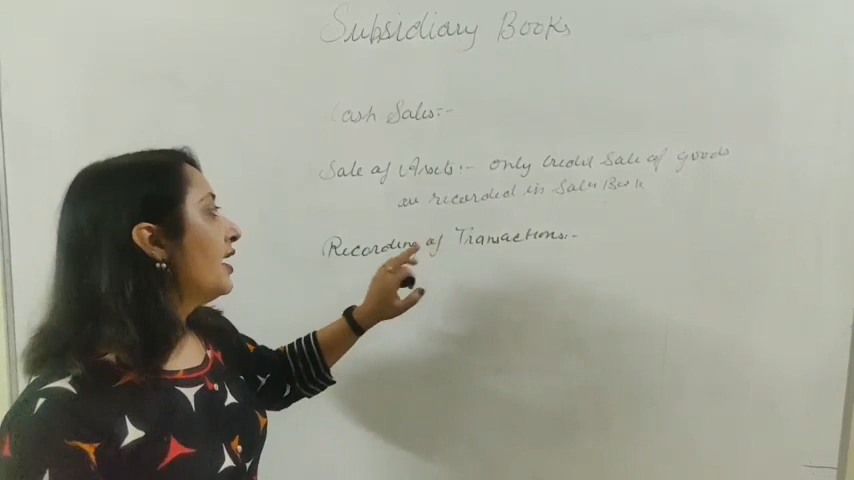 Subsidiary Books
Cash Sales:-
Sale of Assets:- Only credit Sale of goods
are recorded in Sales Book
Recording of Transactions:-